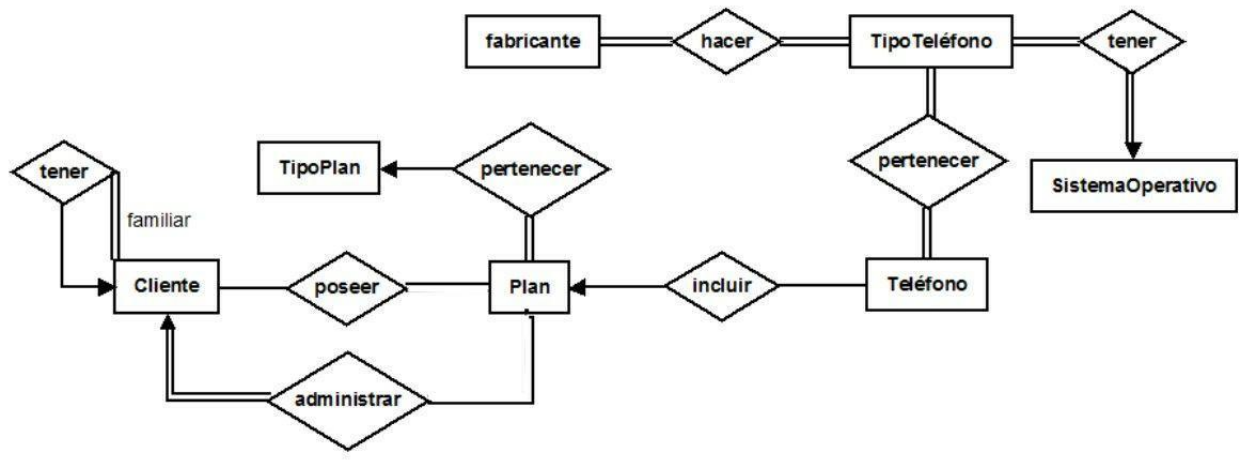 fabricante
hacer
TipoTeléfono
tener
tener
TipoPlan
pertenecer
pertenecer
SistemaOperativo
familiar
Cliente
poseer
Plan
incluir
Teléfono
administrar